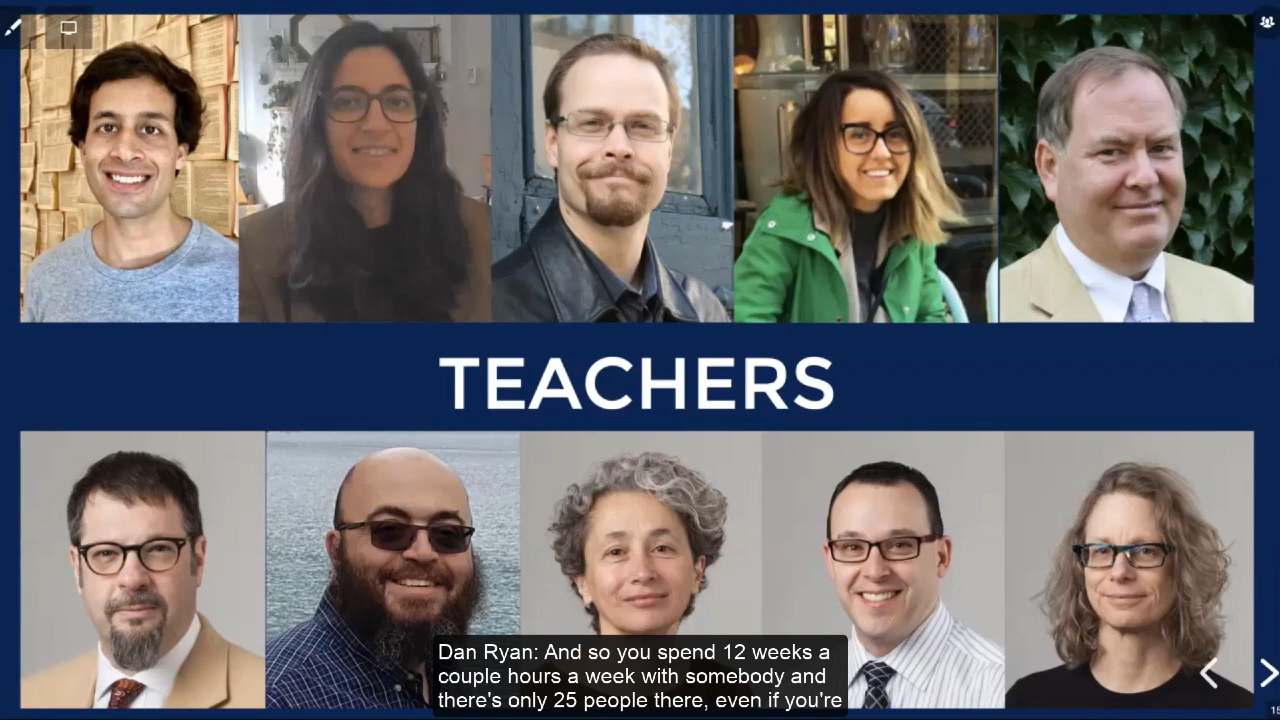 TEACHERS
Dan Ryan: And so you spend 12 weeks a
couple hours a week with somebody and
there's only 25 people there, even if you're